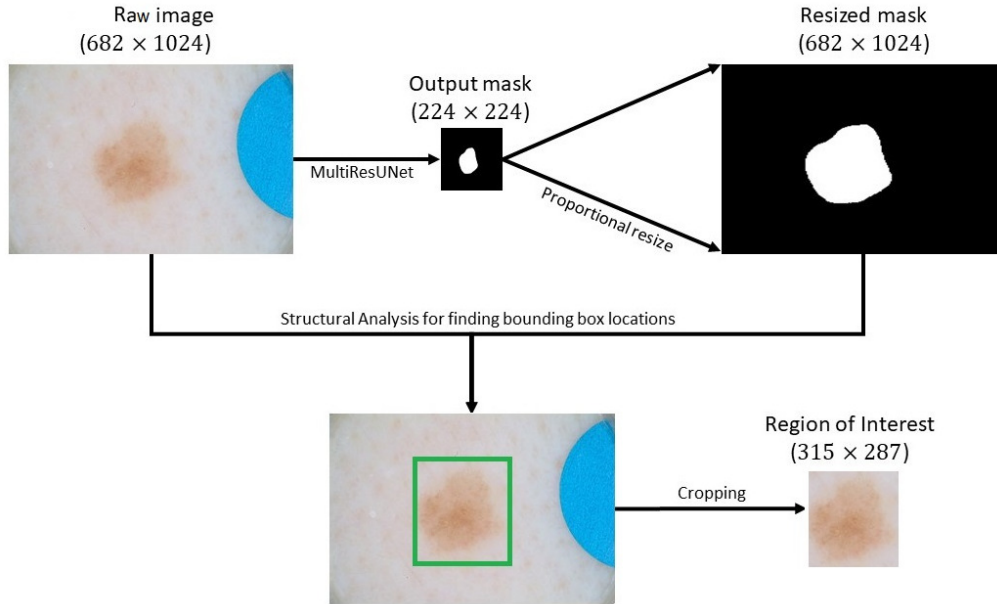 Raw image
(682 × 1024)
Resized mask
(682 × 1024)
Output mask
(224 × 224)
MultiResUNet
Proportional resize
Structural Analysis for finding bounding box locations
Region of Interest
(315 × 287)
Cropping